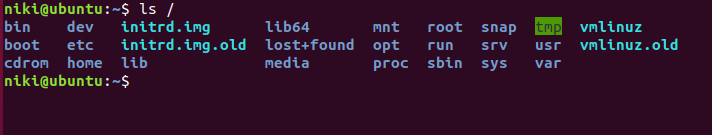 niki@ubuntu:~$ ls /
bin    dev   initrd.img      lib64       mnt   root  snap  tmp  vmlinuz
boot   etc   initrd.img.old  lost+found  opt   run   srv   usr  vmlinuz.old
cdrom  home  lib             media       proc  sbin  sys   var
niki@ubuntu:~$